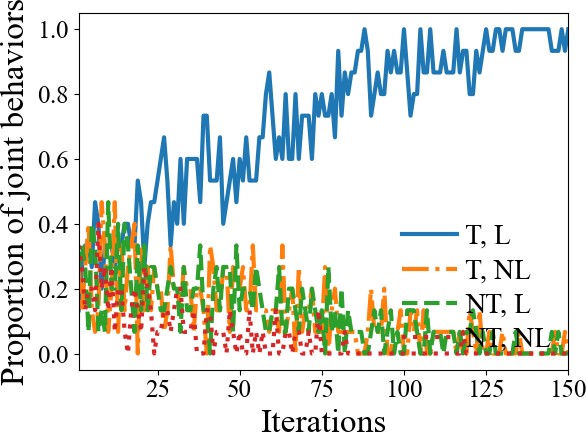 Proportion of joint behaviors
1.0
0.8
0.6
0.4
0.2
0.0
T, L
T, NL
NT, L
NT, NL
25 50 75 100 125 150
Iterations